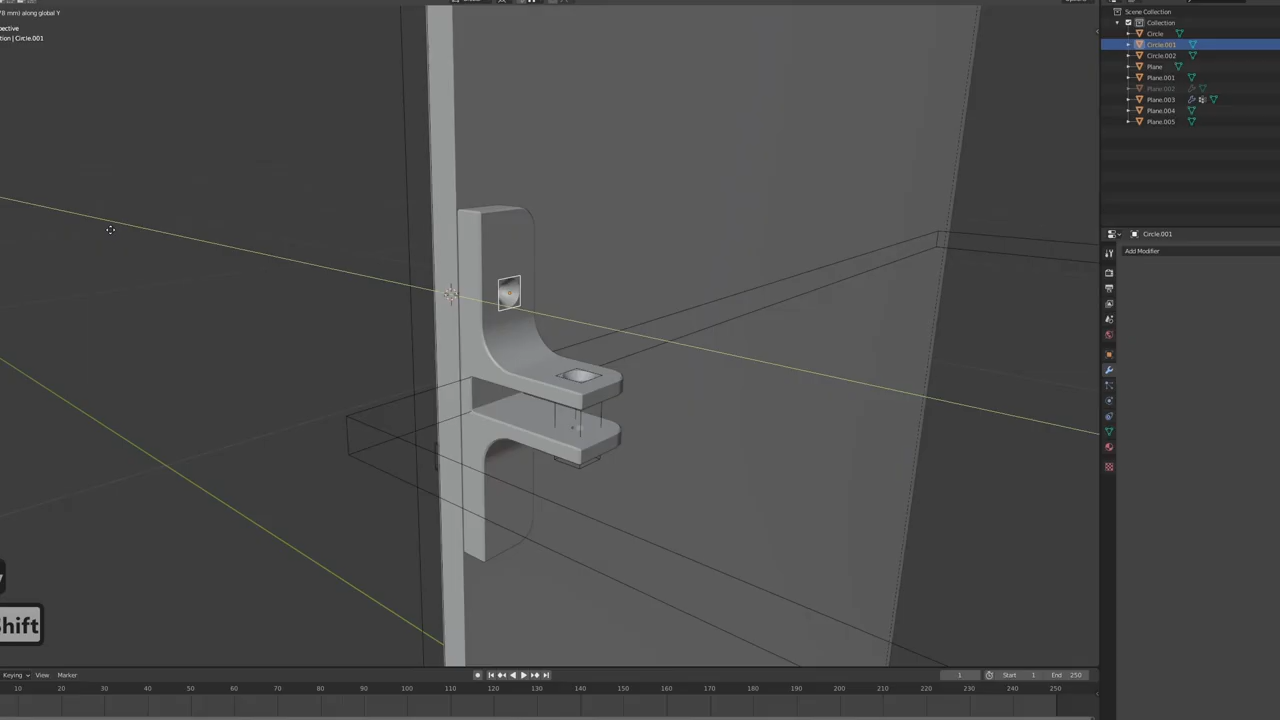 78 mm) along global Y
spective
tion | Circle.001
Scene Collection
Collection
Circle
Circle.001
Circle.002
Plane
Plane.001
Plane.002
Plane.003
Plane.004
Plane.005
Circle.001
Add Modifier
Shift
Keying View Marker
1 Start 1 End 250
10 20 30 40 50 60 70 80 90 100 110 120 130 140 150 160 170 180 190 200 210 220 230 240 250